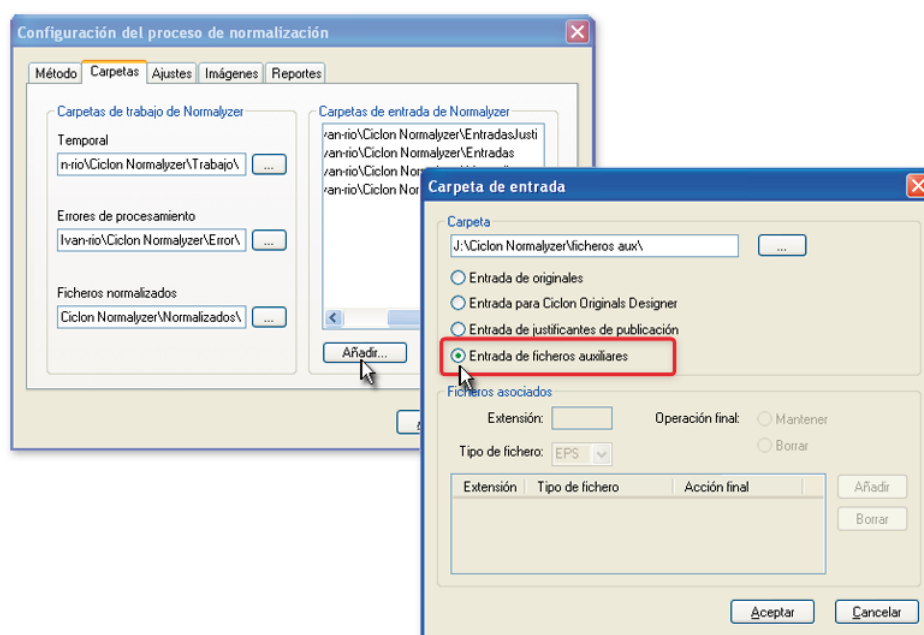 Configuración del proceso de normalización
Método
Carpetas
Ajustes
Imágenes
Reportes
Carpetas de trabajo de Normalyzer
Temporal
n-rio\Ciclon Normalyzer\Trabajo\
...
Errores de procesamiento
Ivan-rio\Ciclon Normalyzer\Error\
...
Ficheros normalizados
Ciclon Normalyzer\Normalizados\
...
Carpetas de entrada de Normalyzer
van-rio\Ciclon Normalyzer\EntradasJusti
van-rio\Ciclon Normalyzer\Entradas
van-rio\Ciclon
van-rio\Ciclon Nor
Añadir...
Carpeta de entrada
Carpeta
J:\Ciclon Normalyzer\ficheros aux\
...
Entrada de originales
Entrada para Ciclon Originals Designer
Entrada de justificantes de publicación
Entrada de ficheros auxiliares
Ficheros asociados
Extensión:
Operación final:
Mantener
Tipo de fichero:
EPS
Borrar
Extensión
Tipo de fichero
Acción final
Añadir
Borrar
Aceptar
Cancelar